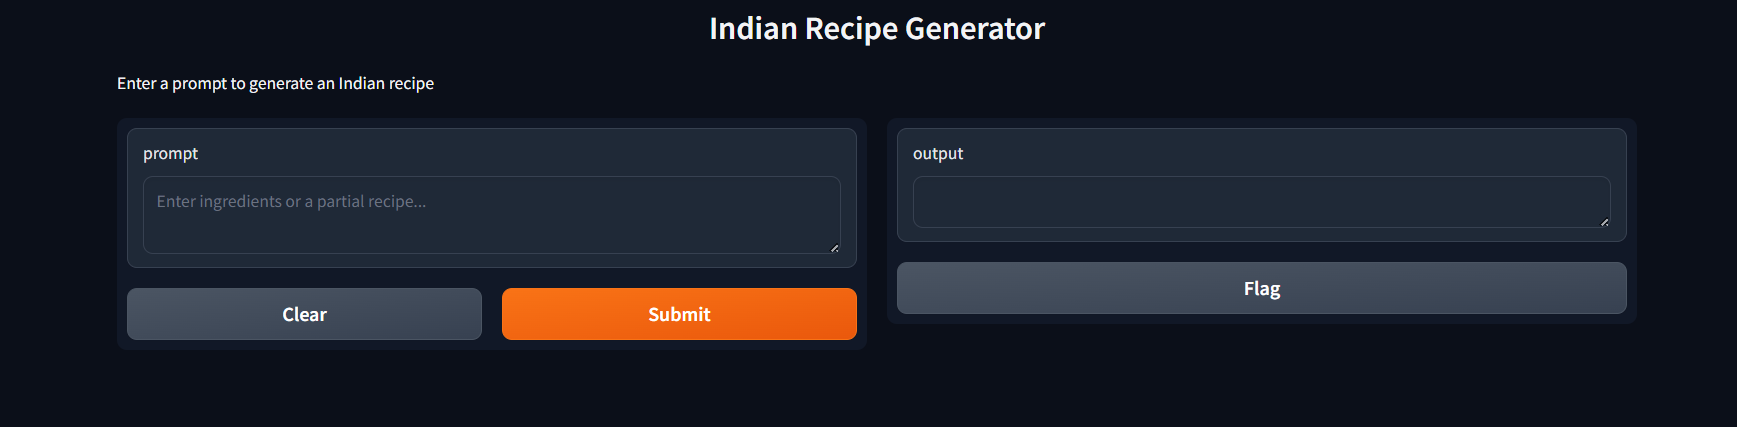 Indian Recipe Generator
Enter a prompt to generate an Indian recipe
prompt
Enter ingredients or a partial recipe...
Clear
Submit
output
Flag